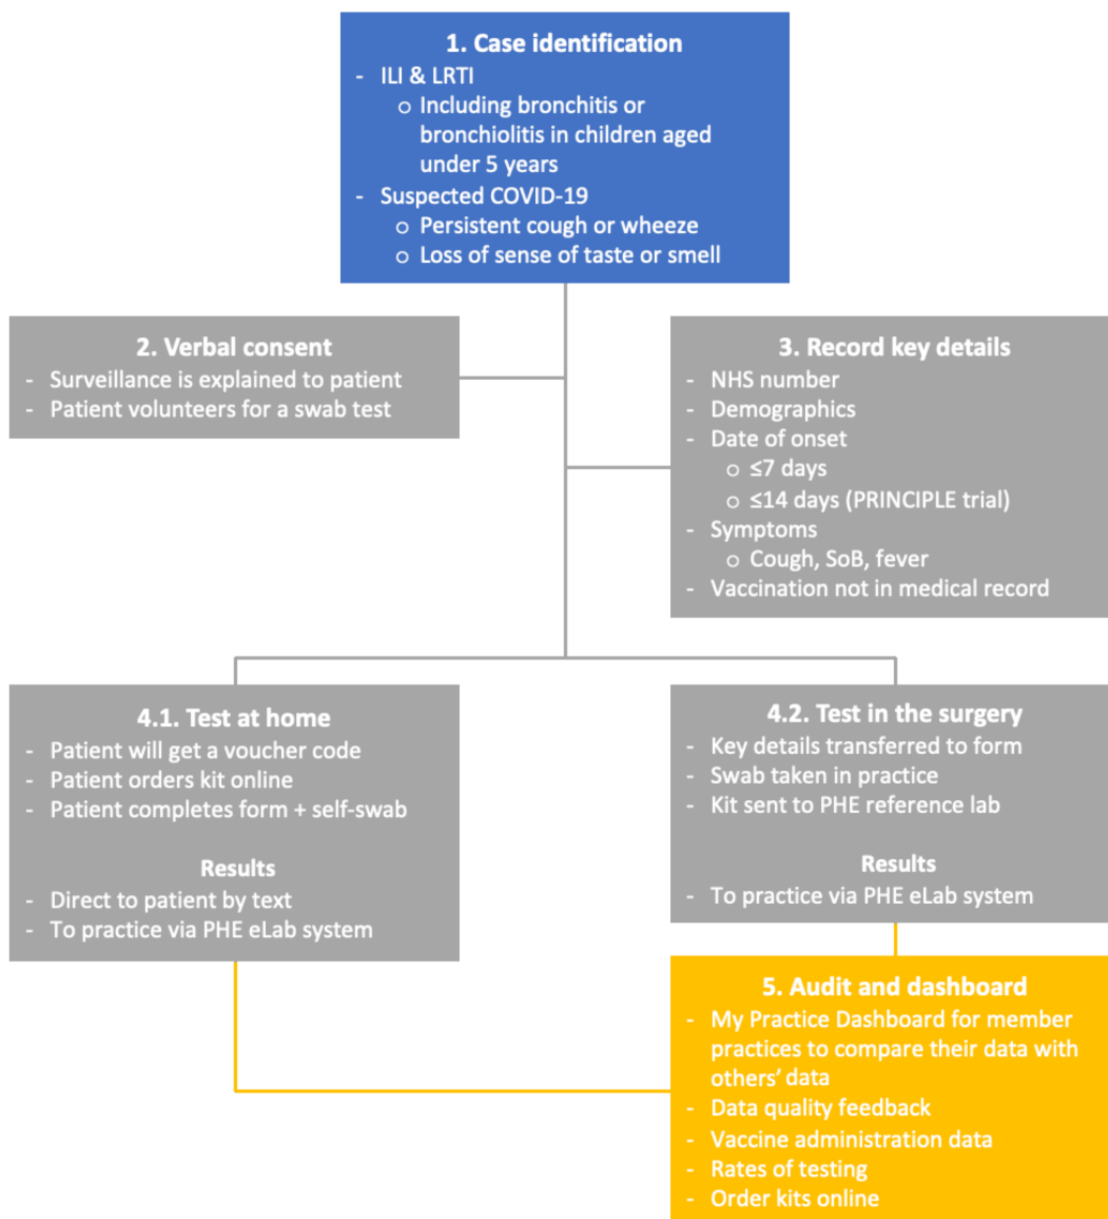 1. Case identification
- ILI & LRTI
o Including bronchitis or
bronchiolitis in children aged
under 5 years
- Suspected COVID-19
o Persistent cough or wheeze
o Loss of sense of taste or smell
2. Verbal consent
- Surveillance is explained to patient
- Patient volunteers for a swab test
3. Record key details
- NHS number
- Demographics
- Date of onset
o ≤7 days
o ≤14 days (PRINCIPLE trial)
- Symptoms
o Cough, SoB, fever
- Vaccination not in medical record
4.1. Test at home
- Patient will get a voucher code
- Patient orders kit online
- Patient completes form + self-swab
Results
- Direct to patient by text
- To practice via PHE eLab system
4.2. Test in the surgery
- Key details transferred to form
- Swab taken in practice
- Kit sent to PHE reference lab
Results
- To practice via PHE eLab system
5. Audit and dashboard
- My Practice Dashboard for member
practices to compare their data with
others' data
- Data quality feedback
- Vaccine administration data
- Rates of testing
- Order kits online